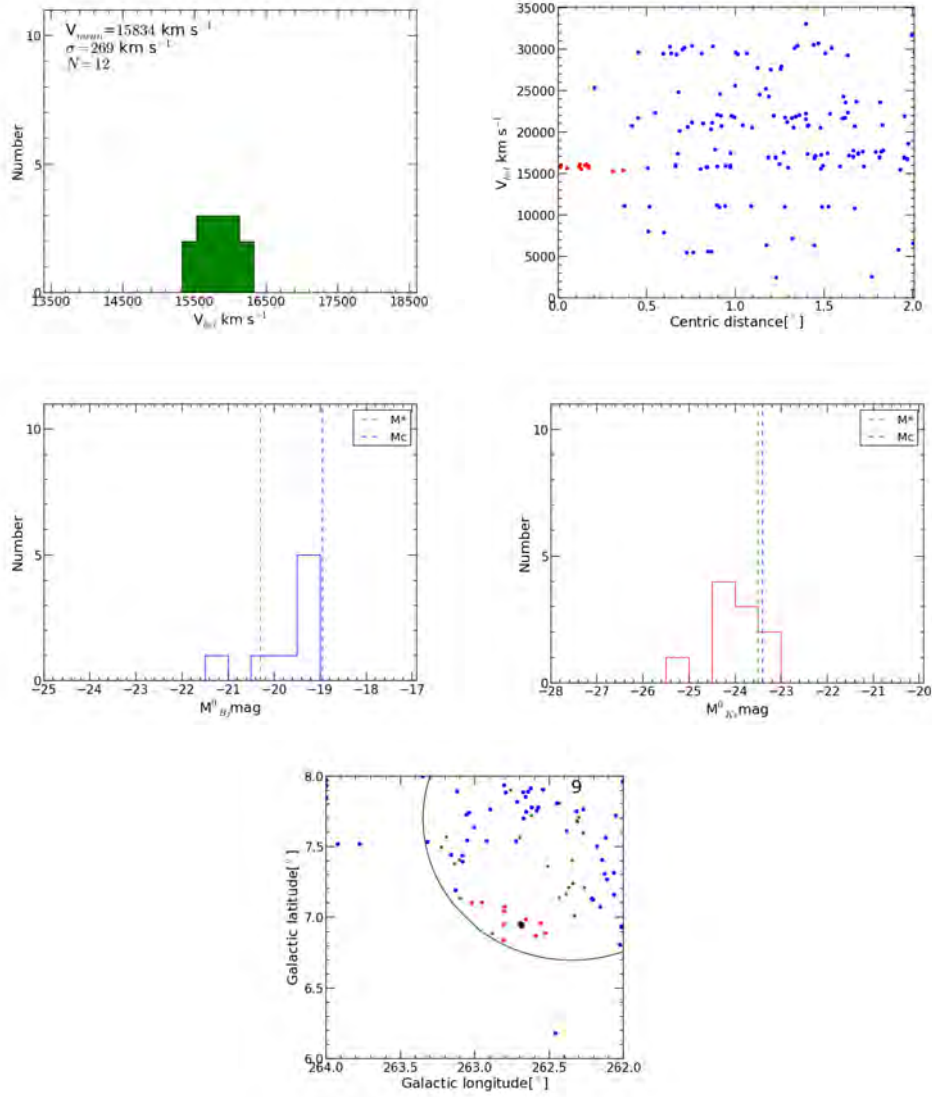 V_mean=15834 km s⁻¹
σ=269 km s⁻¹
N=12
10
5
0
Number
13500 14500 15500 16500 17500 18500
V_hel km s⁻¹
35000
30000
25000
20000
15000
10000
5000
0
V_hel km s⁻¹
0.0 0.5 1.0 1.5 2.0
Centric distance[°]
M*
Mc
10
5
0
Number
-25 -24 -23 -22 -21 -20 -19 -18 -17
M⁰_Bj mag
M*
Mc
10
5
0
Number
-28 -27 -26 -25 -24 -23 -22 -21 -20
M⁰_Ks mag
9
8.0
7.5
7.0
6.5
6.0
Galactic latitude[°]
264.0 263.5 263.0 262.5 262.0
Galactic longitude[°]